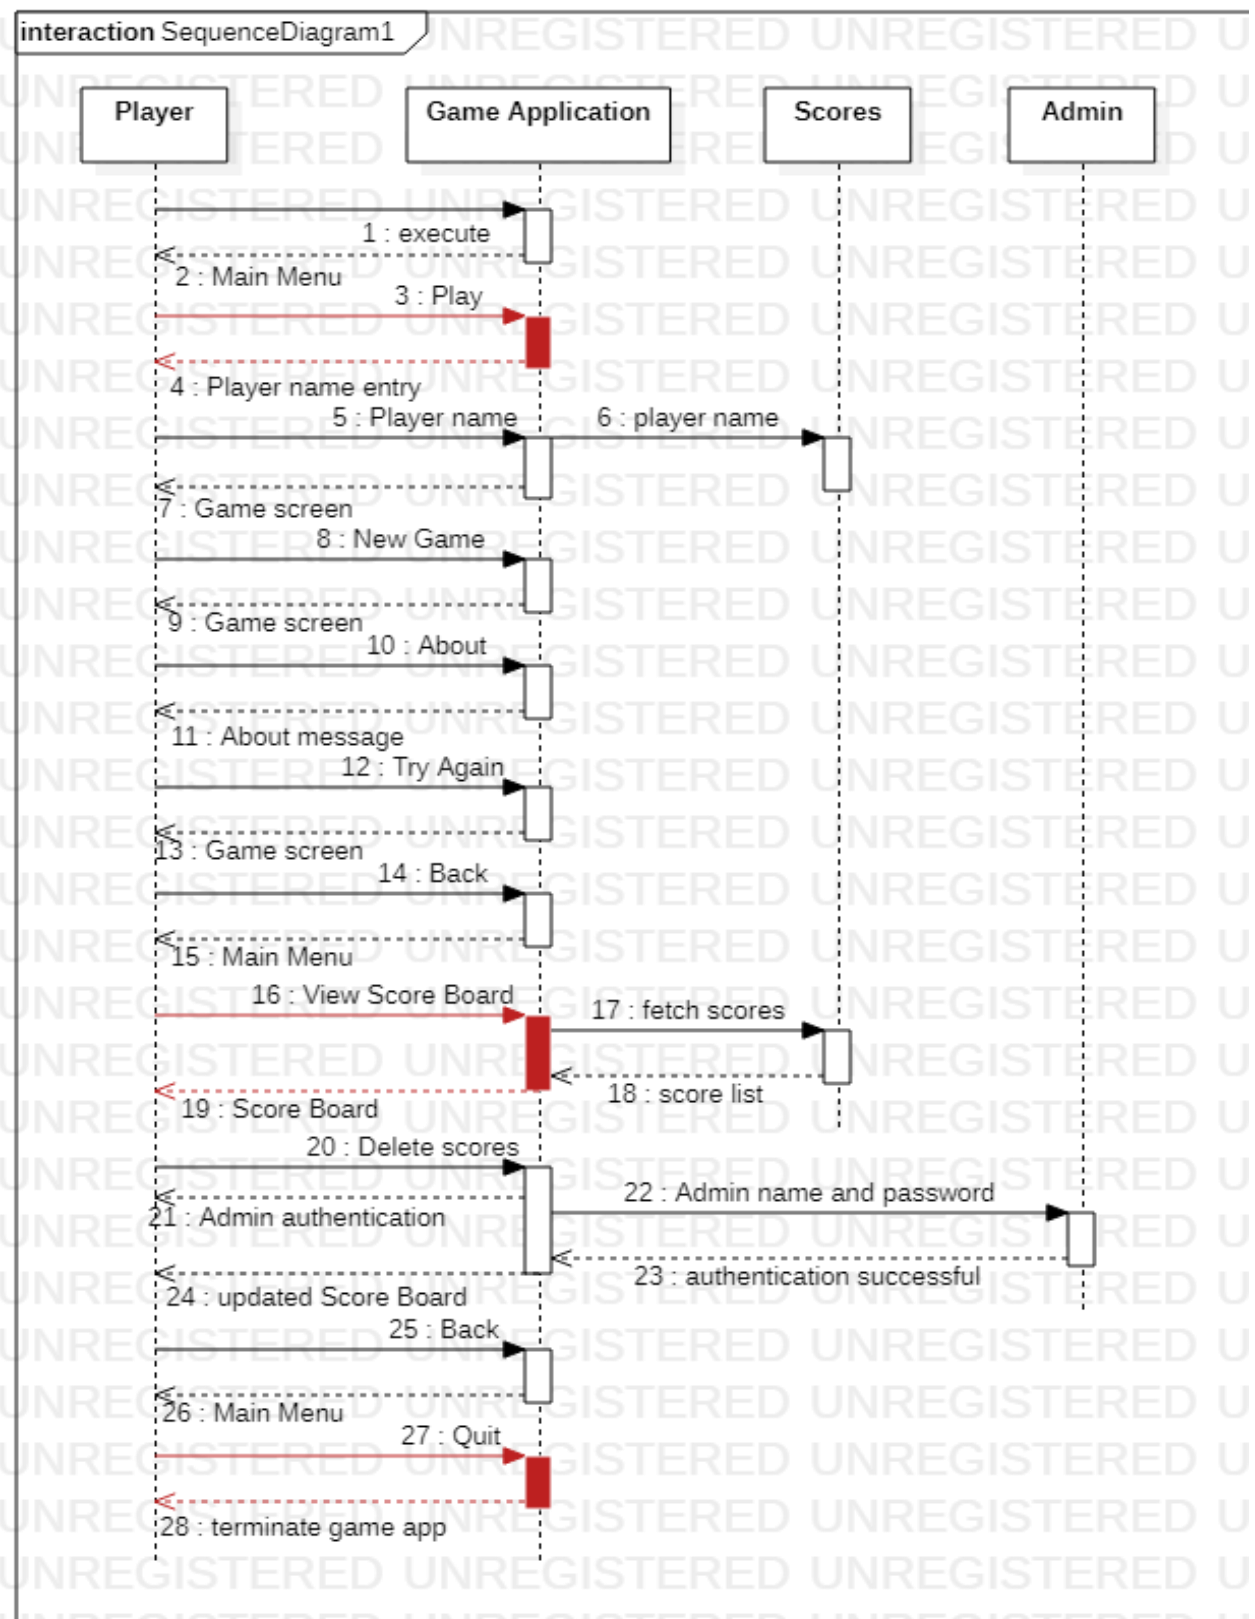 interaction SequenceDiagram1
Player
Game Application
Scores
Admin
1 : execute
2 : Main Menu
3 : Play
4 : Player name entry
5 : Player name
6 : player name
7 : Game screen
8 : New Game
9 : Game screen
10 : About
11 : About message
12 : Try Again
13 : Game screen
14 : Back
15 : Main Menu
16 : View Score Board
17 : fetch scores
18 : score list
19 : Score Board
20 : Delete scores
21 : Admin authentication
22 : Admin name and password
23 : authentication successful
24 : updated Score Board
25 : Back
26 : Main Menu
27 : Quit
28 : terminate game app
UNREGISTERED